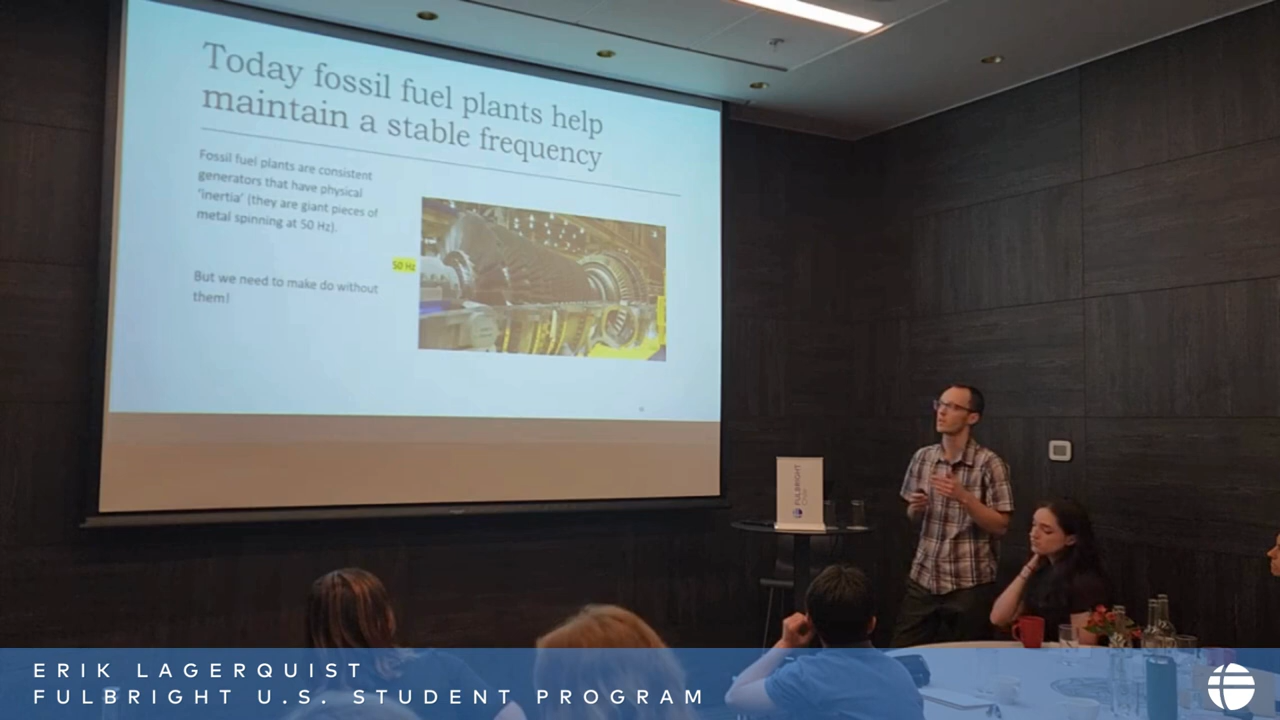 Today fossil fuel plants help
maintain a stable frequency
Fossil fuel plants are consistent
generators that have physical
'inertia' (they are giant pieces of
metal spinning at 50 Hz).
50 Hz
But we need to make do without
them!
FULBRIGHT
ERIK LAGERQUIST
FULBRIGHT U.S. STUDENT PROGRAM